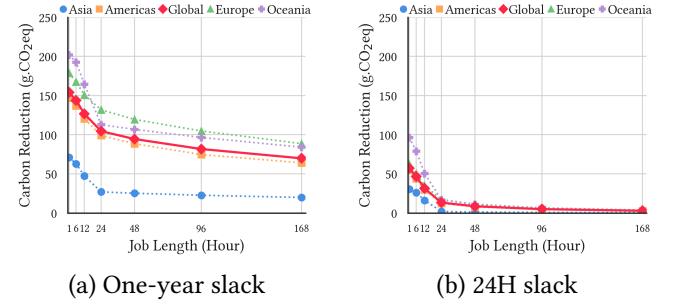 Asia Americas Global Europe Oceania
250
200
150
100
50
0
Carbon Reduction (g.CO₂eq)
1 6 12 24 48 96 168
Job Length (Hour)
(a) One-year slack
Asia Americas Global Europe Oceania
250
200
150
100
50
0
Carbon Reduction (g.CO₂eq)
1 6 12 24 48 96 168
Job Length (Hour)
(b) 24H slack